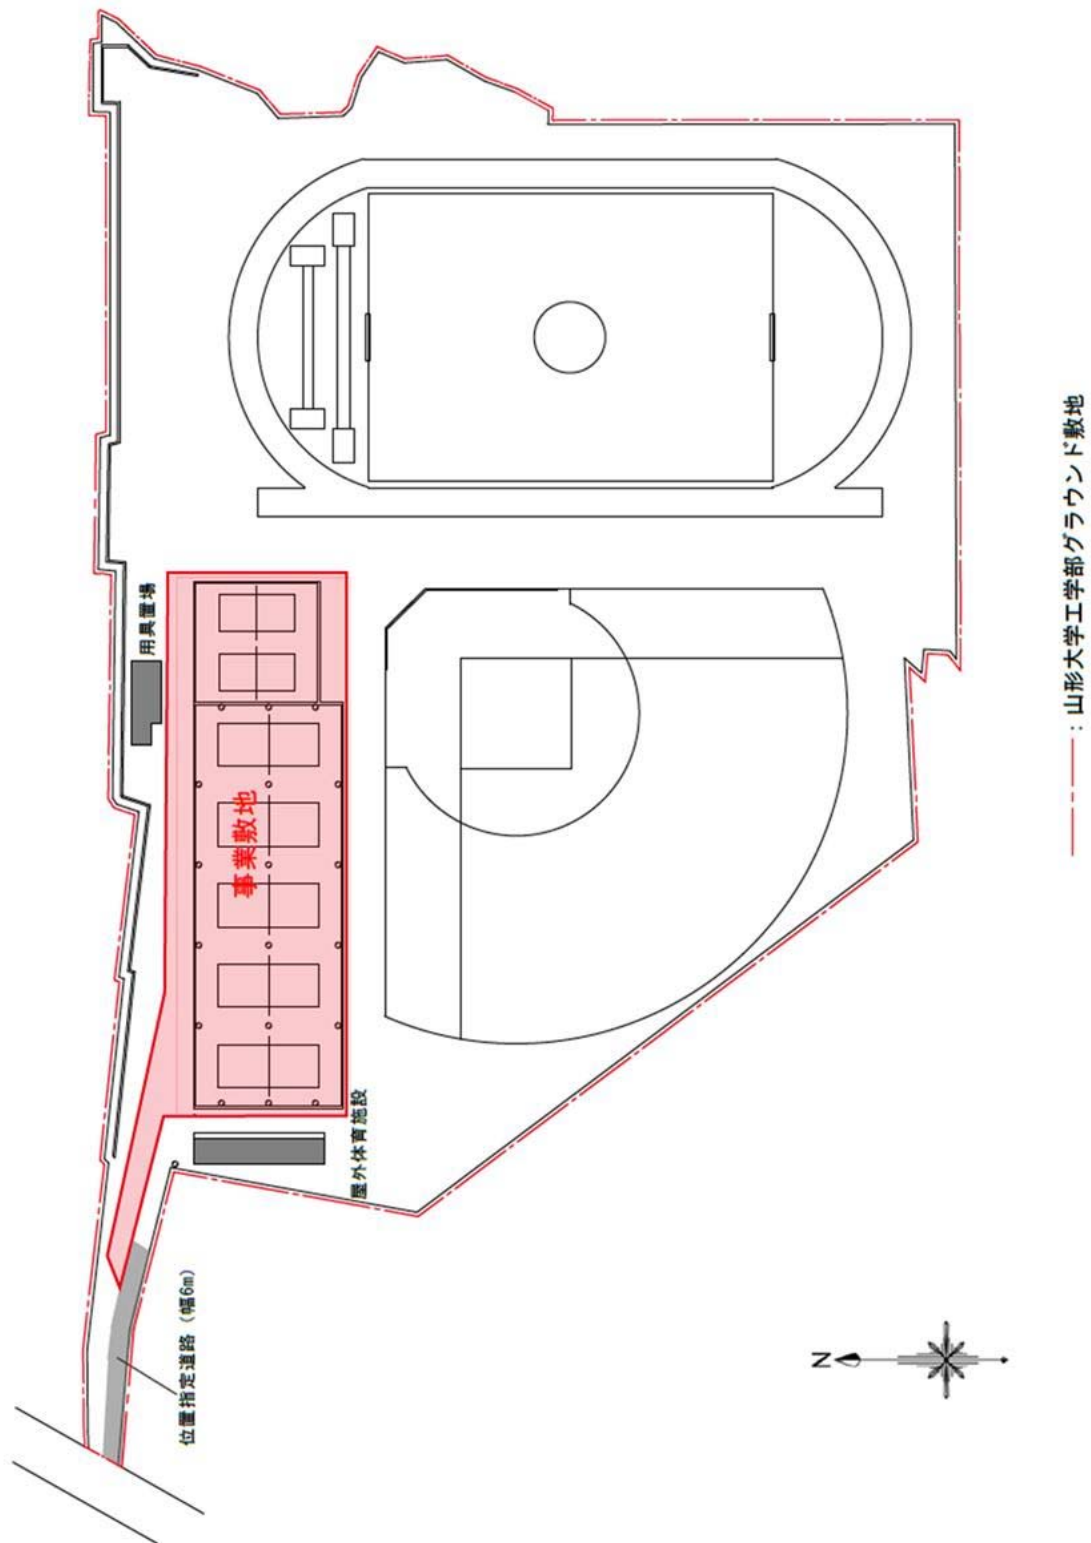 用具置場
事業敷地
屋外体育施設
位置指定道路（幅6m）
N
：山形大学工学部グラウンド敷地